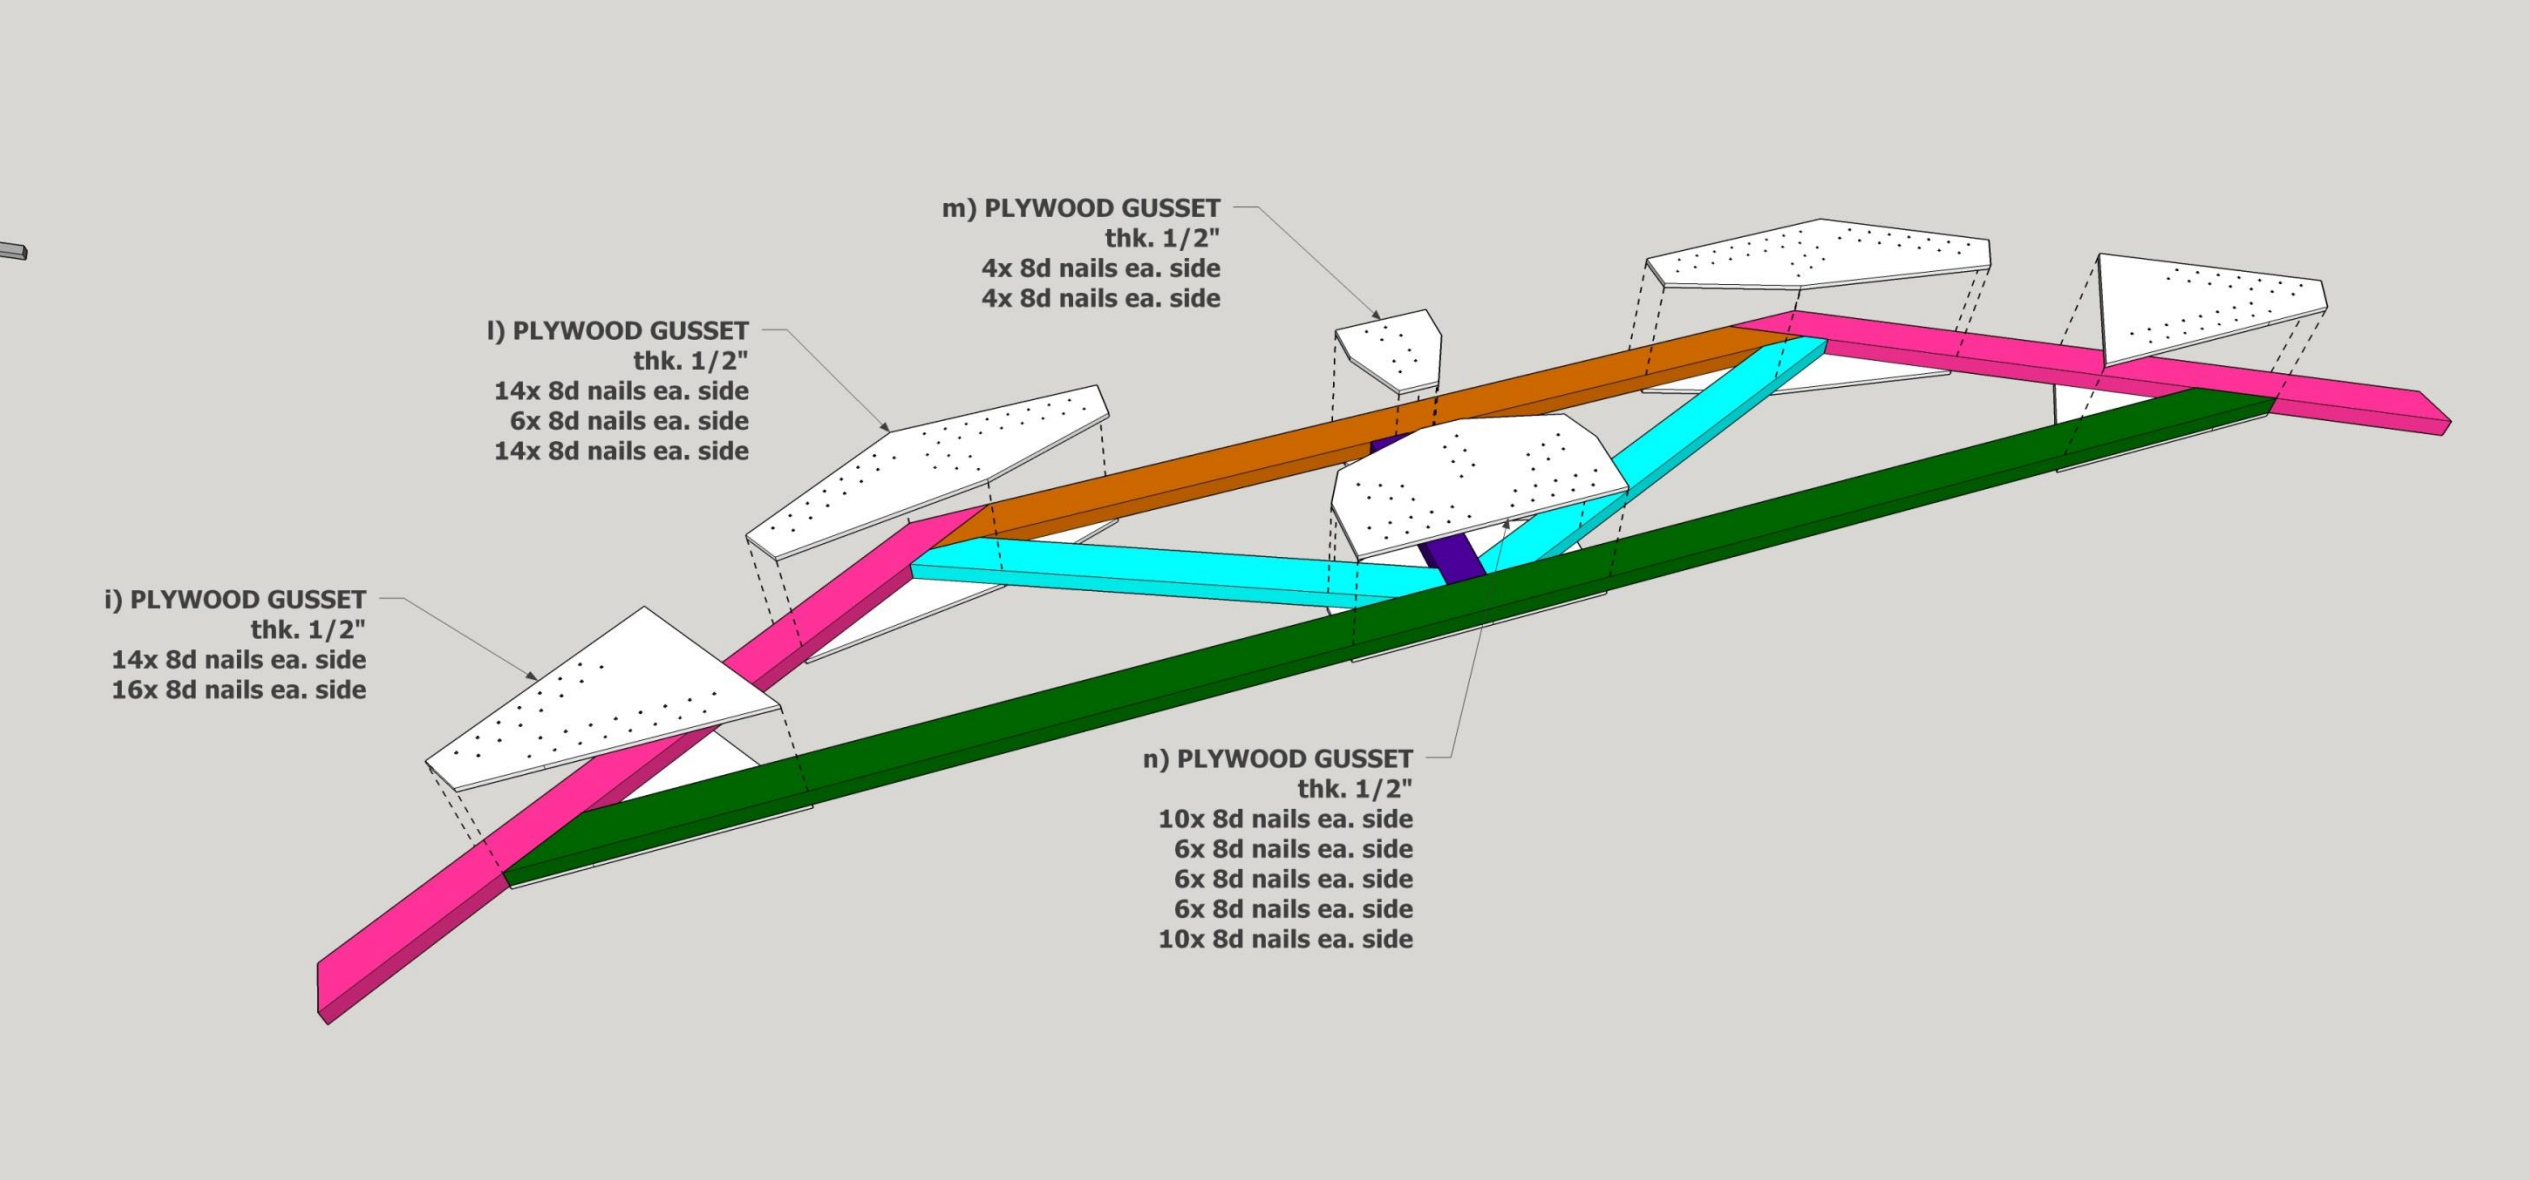 m) PLYWOOD GUSSET
thk. 1/2"
4x 8d nails ea. side
4x 8d nails ea. side
l) PLYWOOD GUSSET
thk. 1/2"
14x 8d nails ea. side
6x 8d nails ea. side
14x 8d nails ea. side
i) PLYWOOD GUSSET
thk. 1/2"
14x 8d nails ea. side
16x 8d nails ea. side
n) PLYWOOD GUSSET
thk. 1/2"
10x 8d nails ea. side
6x 8d nails ea. side
6x 8d nails ea. side
6x 8d nails ea. side
10x 8d nails ea. side